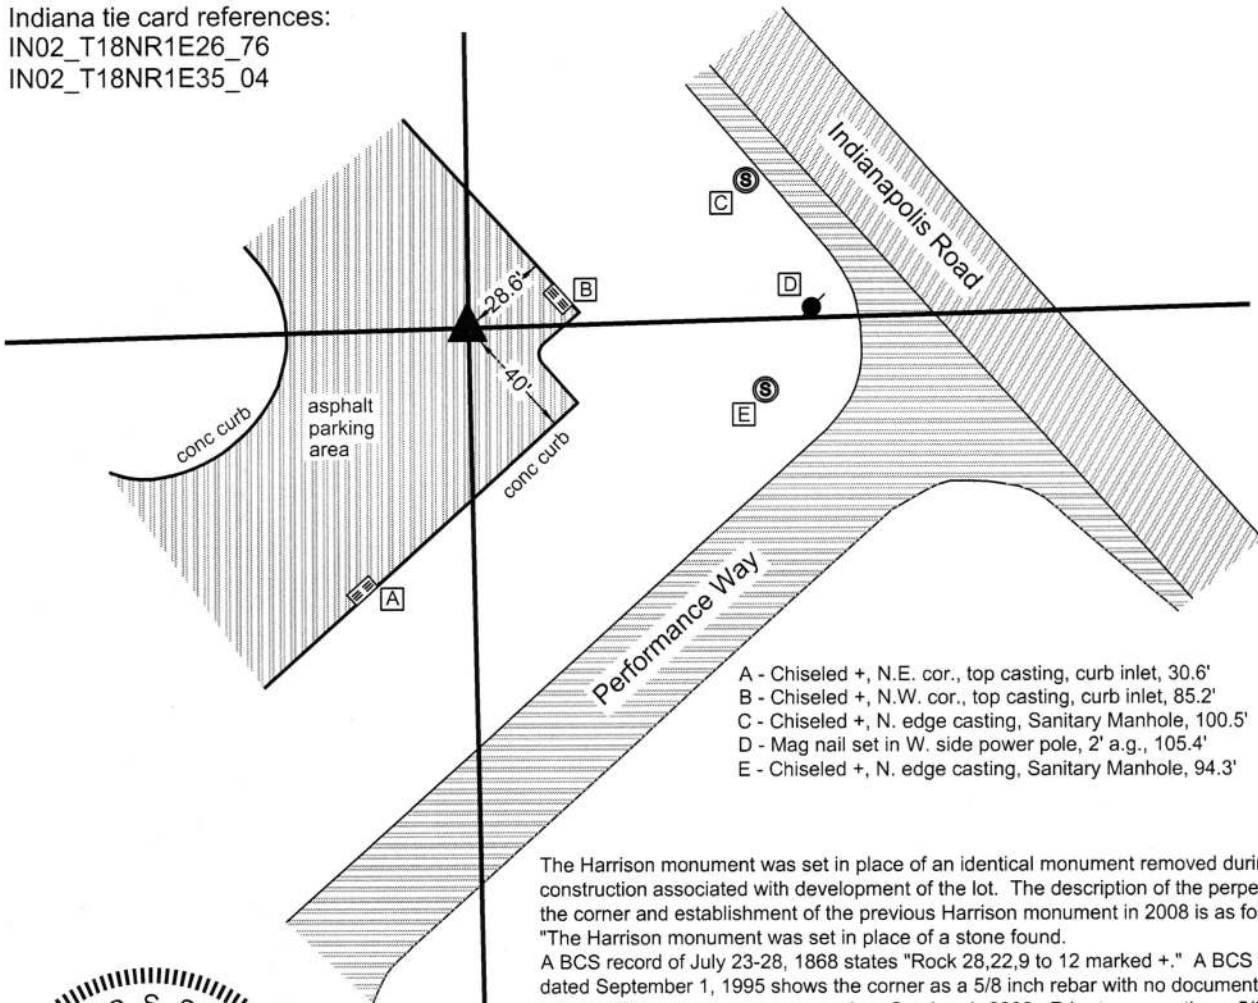 Indiana tie card references:
IN02_T18NR1E26_76
IN02_T18NR1E35_04
Indianapolis Road
S
C
D
B
28.6'
40'
S
E
asphalt
parking
area
conc curb
conc curb
A
Performance Way
A - Chiseled +, N.E. cor., top casting, curb inlet, 30.6'
B - Chiseled +, N.W. cor., top casting, curb inlet, 85.2'
C - Chiseled +, N. edge casting, Sanitary Manhole, 100.5'
D - Mag nail set in W. side power pole, 2' a.g., 105.4'
E - Chiseled +, N. edge casting, Sanitary Manhole, 94.3'
The Harrison monument was set in place of an identical monument removed
construction associated with development of the lot. The description of the
the corner and establishment of the previous Harrison monument in 2008 is as
"The Harrison monument was set in place of a stone found.
A BCS record of July 23-28, 1868 states "Rock 28,22,9 to 12 marked +." A BCS
dated September 1, 1995 shows the corner as a 5/8 inch rebar with no